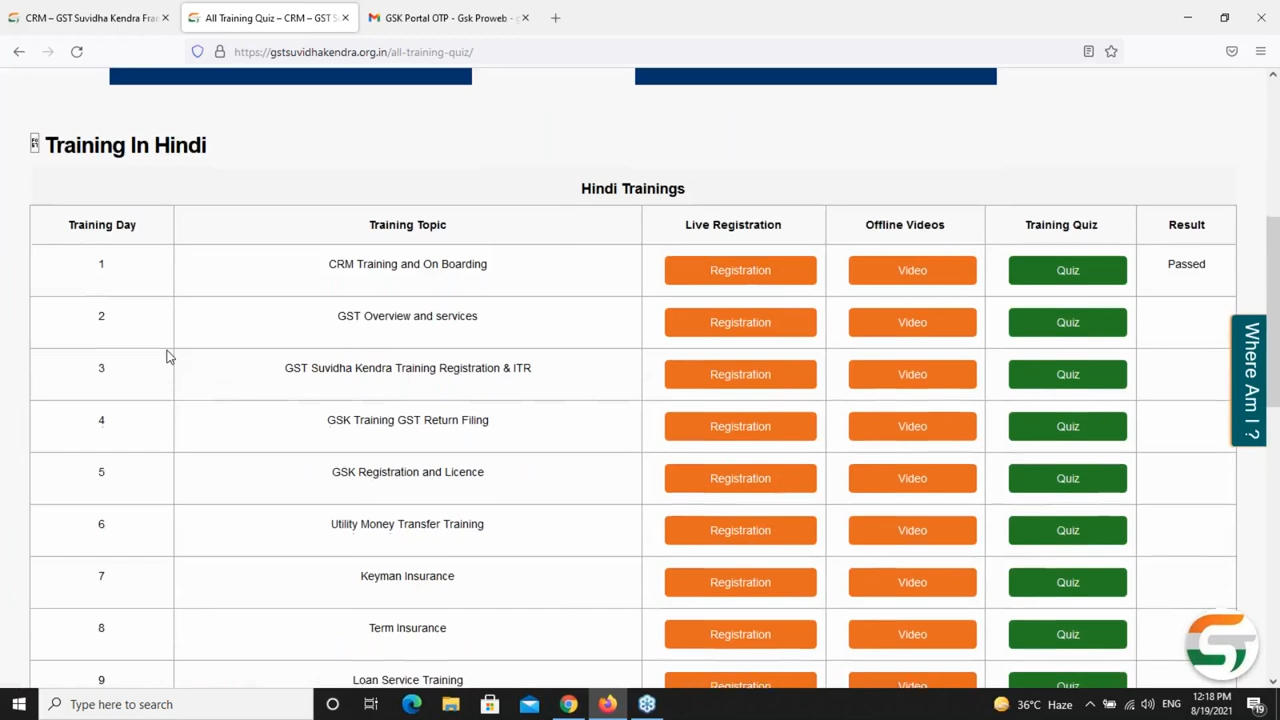 CRM – GST Suvidha Kendra Fra
All Training Quiz – CRM – GST S
GSK Portal OTP - Gsk Proweb -
https://gstsuvidhakendra.org.in/all-training-quiz/
Training In Hindi
Hindi Trainings
Training Day Training Topic Live Registration Offline Videos Training Quiz Result
1 CRM Training and On Boarding Registration Video Quiz Passed
2 GST Overview and services Registration Video Quiz
3 GST Suvidha Kendra Training Registration & ITR Registration Video Quiz
4 GSK Training GST Return Filing Registration Video Quiz
5 GSK Registration and Licence Registration Video Quiz
6 Utility Money Transfer Training Registration Video Quiz
7 Keyman Insurance Registration Video Quiz
8 Term Insurance Registration Video Quiz
9 Loan Service Training Registration Video Quiz
Where Am I ?
Type here to search
36°C Haze
ENG
12:18 PM
8/19/2021
19